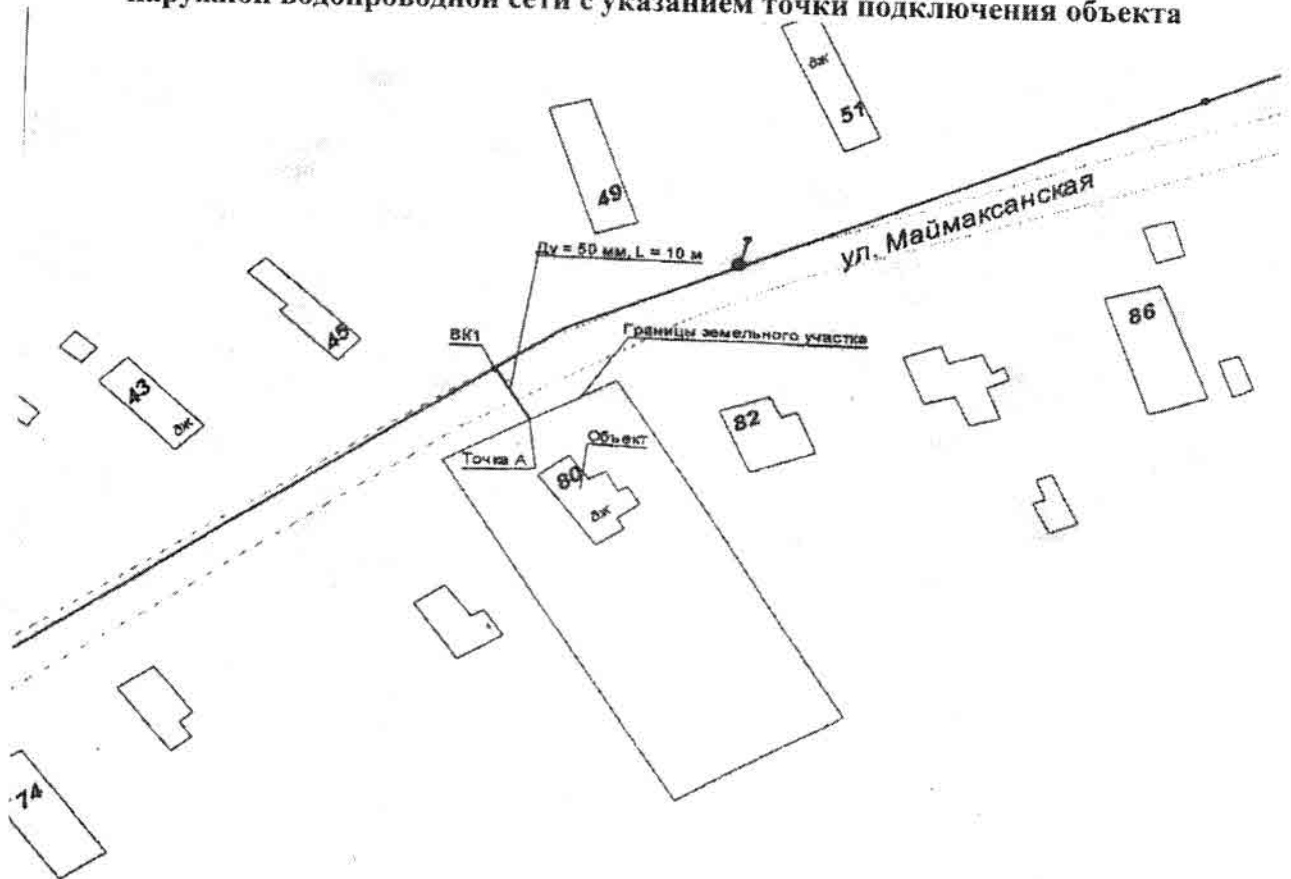 наружной водопроводной сети с указанием точки подключения объекта
дж
51
49
ул. Маймаксанская
Ду = 50 мм, L = 10 м
7
45
ВК1
Границы земельного участка
86
43
дж
82
Объект
Точка А
80
дж
74